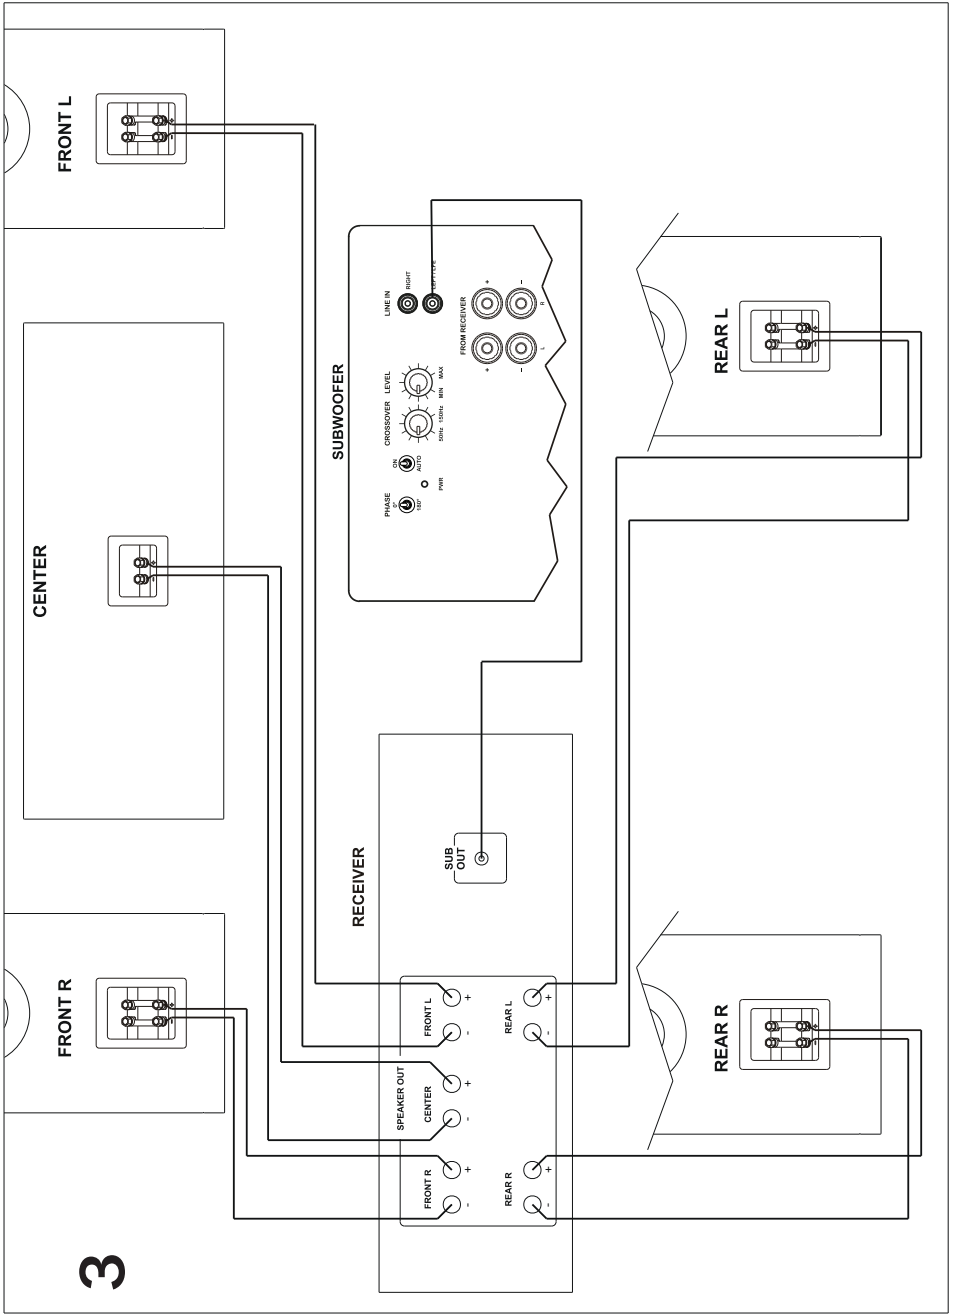 3
FRONT R
CENTER
FRONT L
+
-
+
-
+
-
RECEIVER
SPEAKER OUT
FRONT R
CENTER
FRONT L
-
+
-
+
-
+
REAR R
REAR L
-
+
-
+
SUB
OUT
SUBWOOFER
PHASE
0°
180°
ON
AUTO
PWR
CROSSOVER
50Hz 150Hz
LEVEL
MIN MAX
LINE IN
RIGHT
LEFT / LFE
FROM RECEIVER
+
+
-
-
L
R
REAR R
REAR L
+
-
+
-